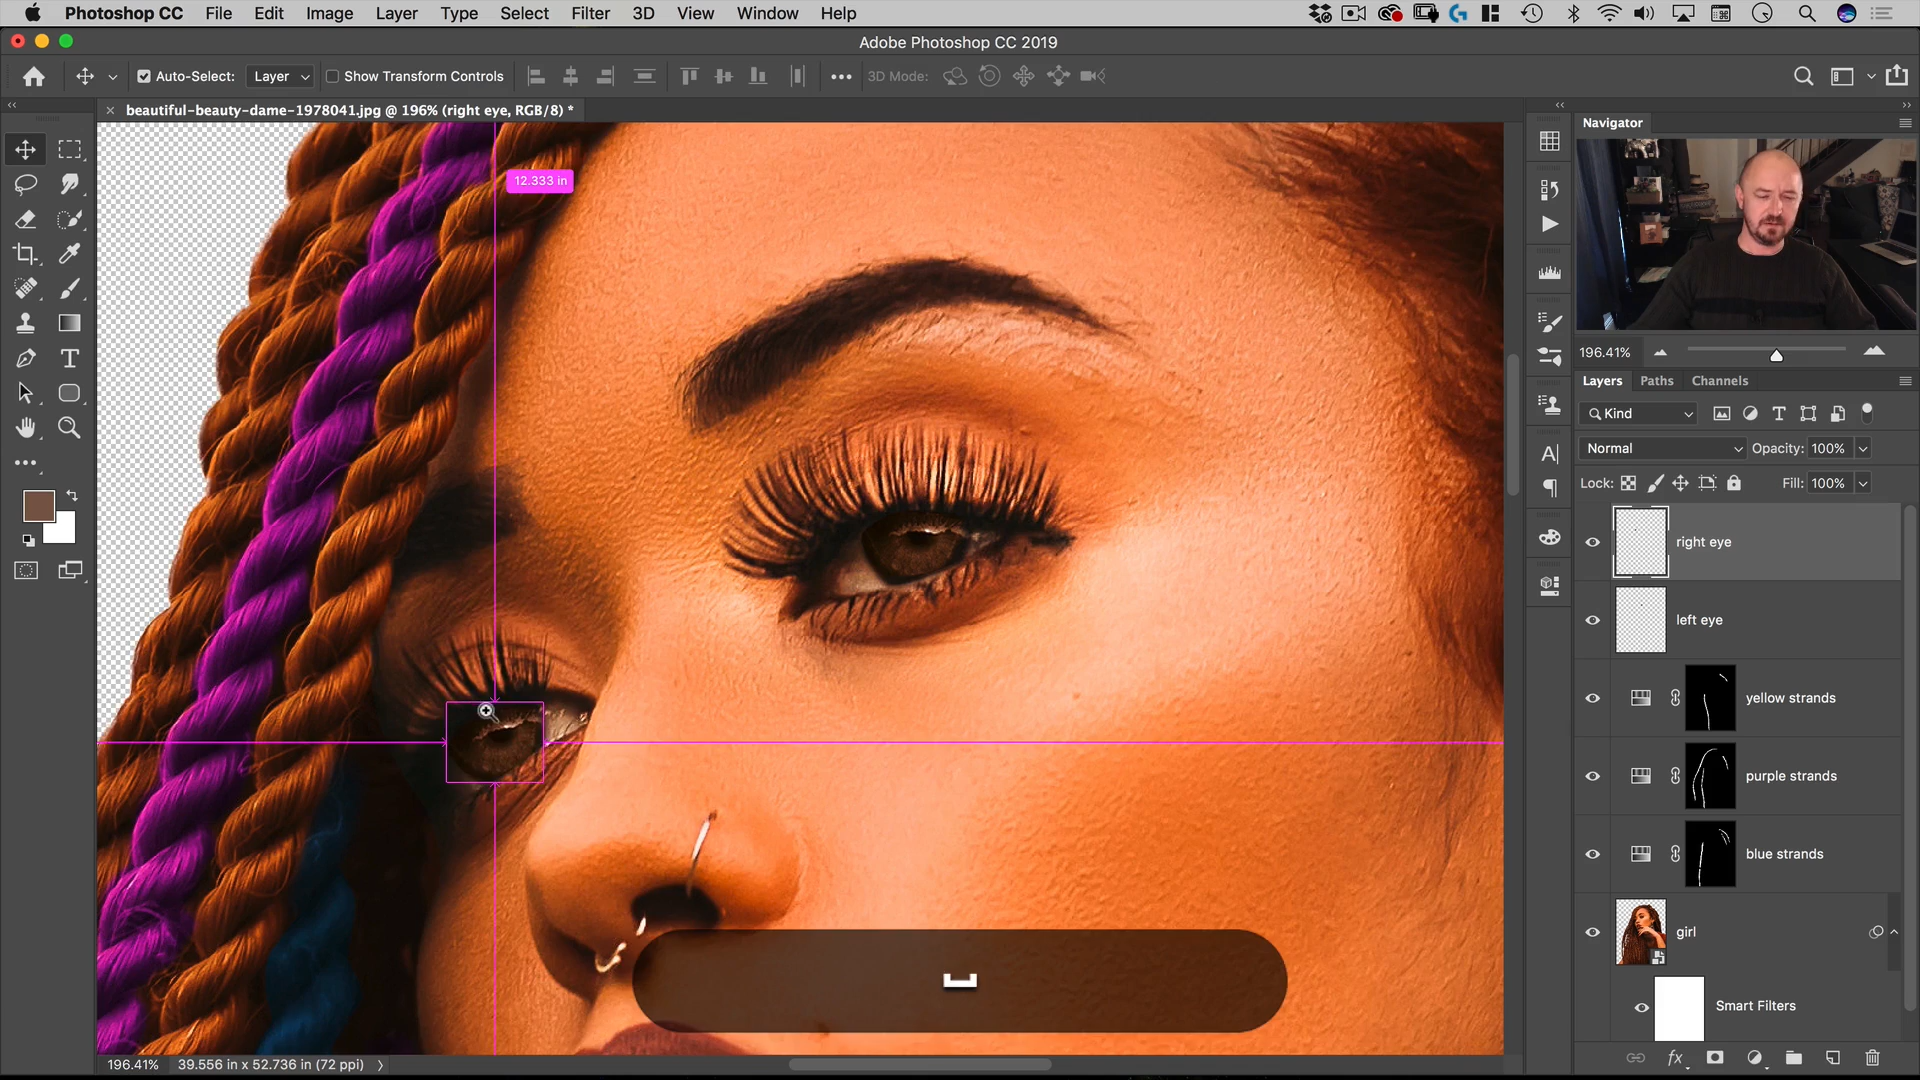 Photoshop CC File Edit Image Layer Type Select Filter 3D View Window Help
Adobe Photoshop CC 2019
Auto-Select: Layer Show Transform Controls 3D Mode:
beautiful-beauty-dame-1978041.jpg @ 196% (right eye, RGB/8) *
Navigator
12.333 in
196.41%
Layers Paths Channels
Kind
Normal Opacity: 100%
Lock: Fill: 100%
right eye
left eye
yellow strands
purple strands
blue strands
girl
Smart Filters
196.41% 39.556 in x 52.736 in (72 ppi)